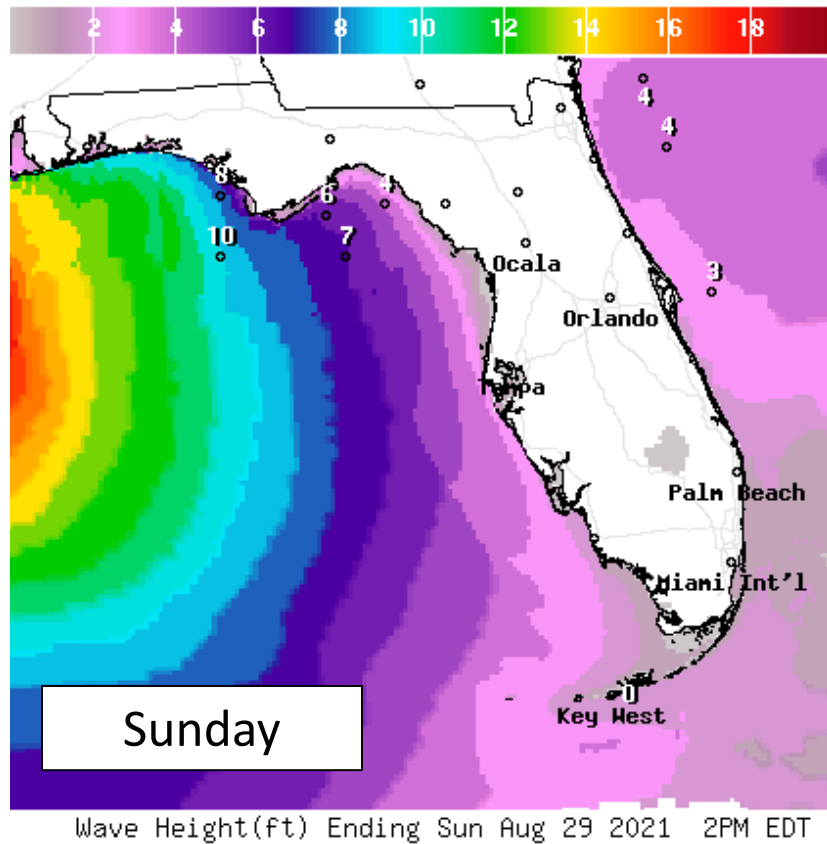 2 4 6 8 10 12 14 16 18
4
4
8
6 4
10 7
3
Ocala
Orlando
Tampa
Palm Beach
Miami Int'l
0
Key West
Sunday
Wave Height(ft) Ending Sun Aug 29 2021 2PM EDT